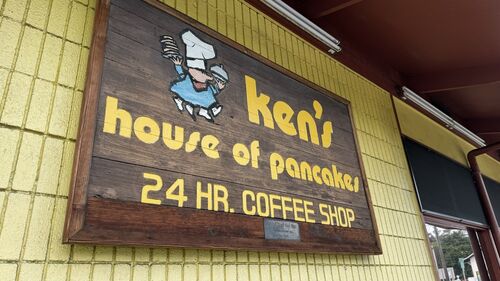 ken's
house of pancakes
24 HR. COFFEE SHOP